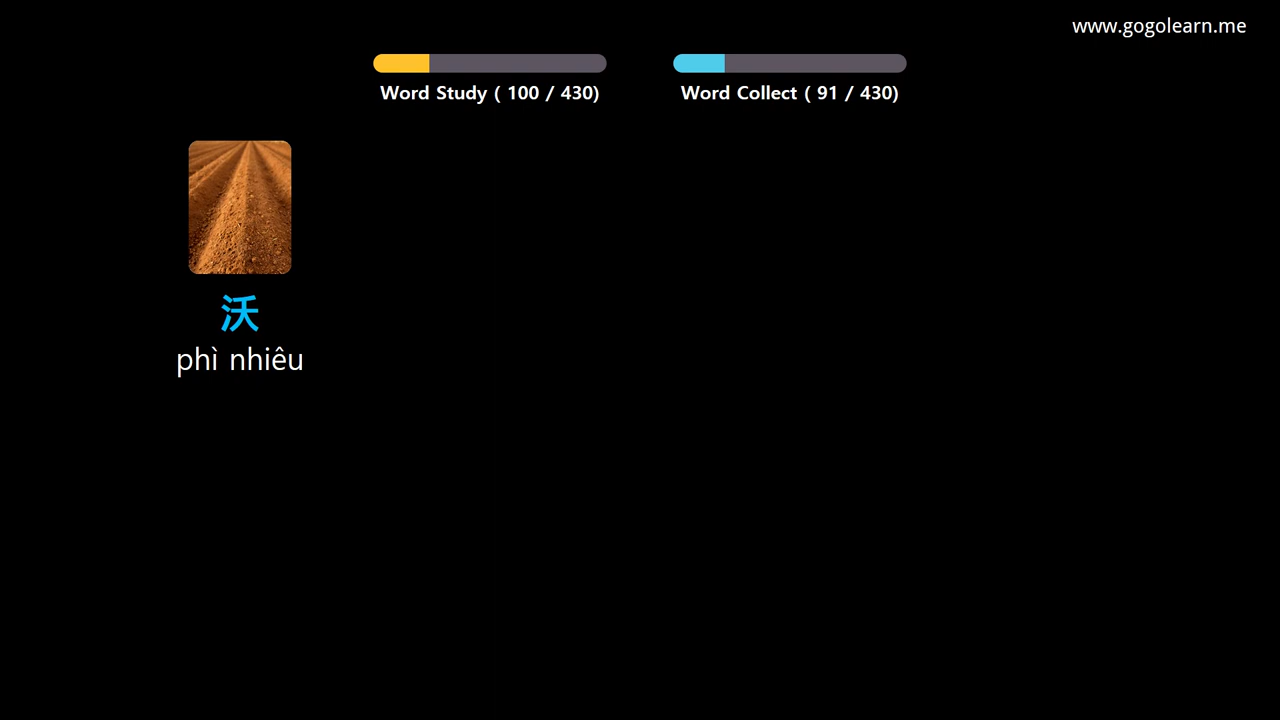 www.gogolearn.me
Word Study ( 100 / 430)
Word Collect ( 91 / 430)
沃
phì nhiêu